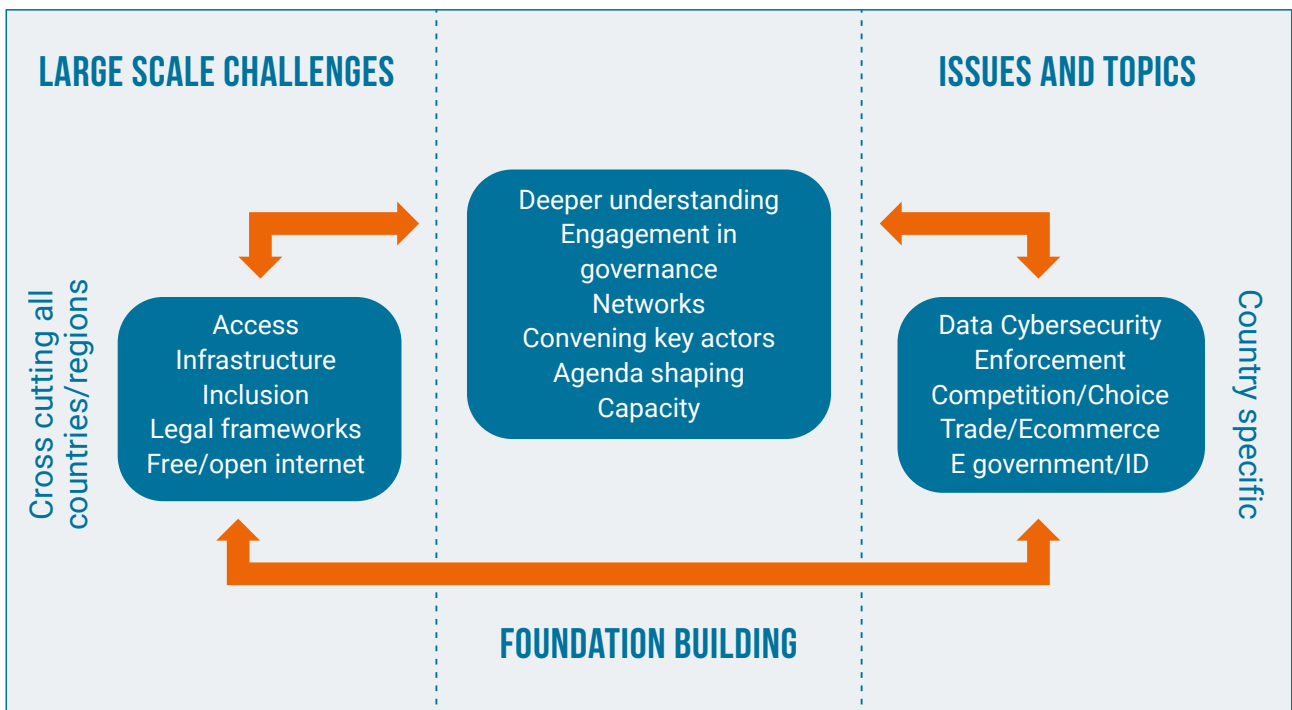 LARGE SCALE CHALLENGES
Cross cutting all
countries/regions
Access
Infrastructure
Inclusion
Legal frameworks
Free/open internet
Deeper understanding
Engagement in
governance
Networks
Convening key actors
Agenda shaping
Capacity
FOUNDATION BUILDING
ISSUES AND TOPICS
Data Cybersecurity
Enforcement
Competition/Choice
Trade/Ecommerce
E government/ID
Country specific